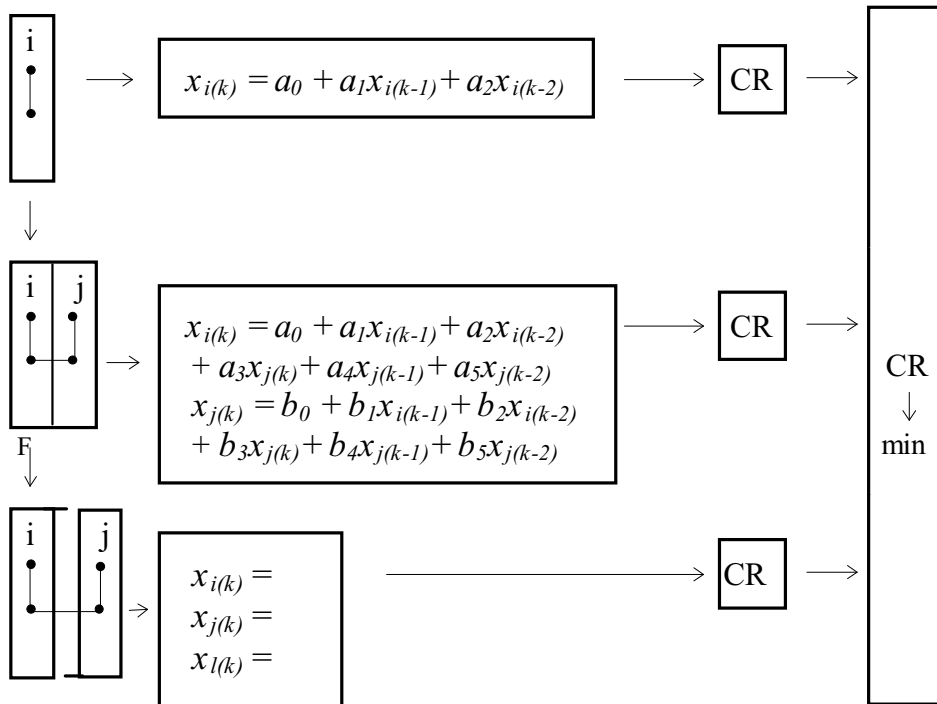 i
x_{i(k)} = a_0 + a_1x_{i(k-1)} + a_2x_{i(k-2)}
CR
i j
x_{i(k)} = a_0 + a_1x_{i(k-1)} + a_2x_{i(k-2)}
+ a_3x_{j(k)} + a_4x_{j(k-1)} + a_5x_{j(k-2)}
x_{j(k)} = b_0 + b_1x_{i(k-1)} + b_2x_{i(k-2)}
+ b_3x_{j(k)} + b_4x_{j(k-1)} + b_5x_{j(k-2)}
CR
CR
min
F
i j
x_{i(k)} =
x_{j(k)} =
x_{l(k)} =
CR